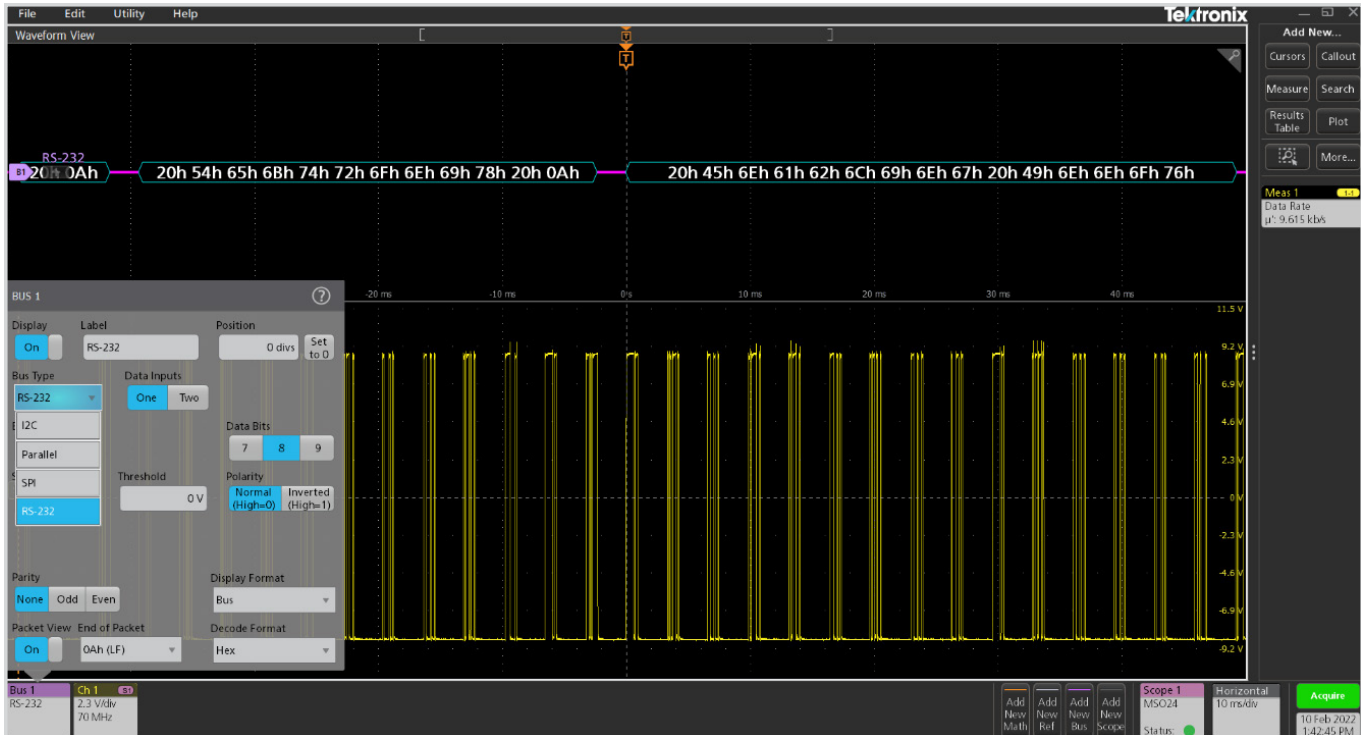 File Edit Utility Help
Tektronix
Waveform View
T
T
Add New...
Cursors Callout
Measure Search
Results Table Plot
More...
RS-232
B1 20h 0Ah
20h 54h 65h 6Bh 74h 72h 6Fh 6Eh 69h 78h 20h 0Ah
20h 45h 6Eh 61h 62h 6Ch 69h 6Eh 67h 20h 49h 6Eh 6Eh 6Fh 76h
Meas 1
Data Rate
µ': 9.615 kb/s
BUS 1 ?
-20 ms -10 ms 0 s 10 ms 20 ms 30 ms 40 ms
11.5 V
9.2 V
6.9 V
4.6 V
2.3 V
0 V
-2.3 V
-4.6 V
-6.9 V
-9.2 V
Display Label Position
On RS-232 0 divs Set to 0
Bus Type Data Inputs
RS-232 One Two
I2C
Parallel
SPI
RS-232
Data Bits
7 8 9
Threshold Polarity
0 V Normal (High=0) Inverted (High=1)
Parity Display Format
None Odd Even Bus
Packet View End of Packet Decode Format
On 0Ah (LF) Hex
Bus 1
RS-232
Ch 1
2.3 V/div
70 MHz
Add New Math
Add New Ref
Add New Bus
Add New Scope
Scope 1
MSO24
Status:
Horizontal
10 ms/div
Acquire
10 Feb 2022
1:42:45 PM